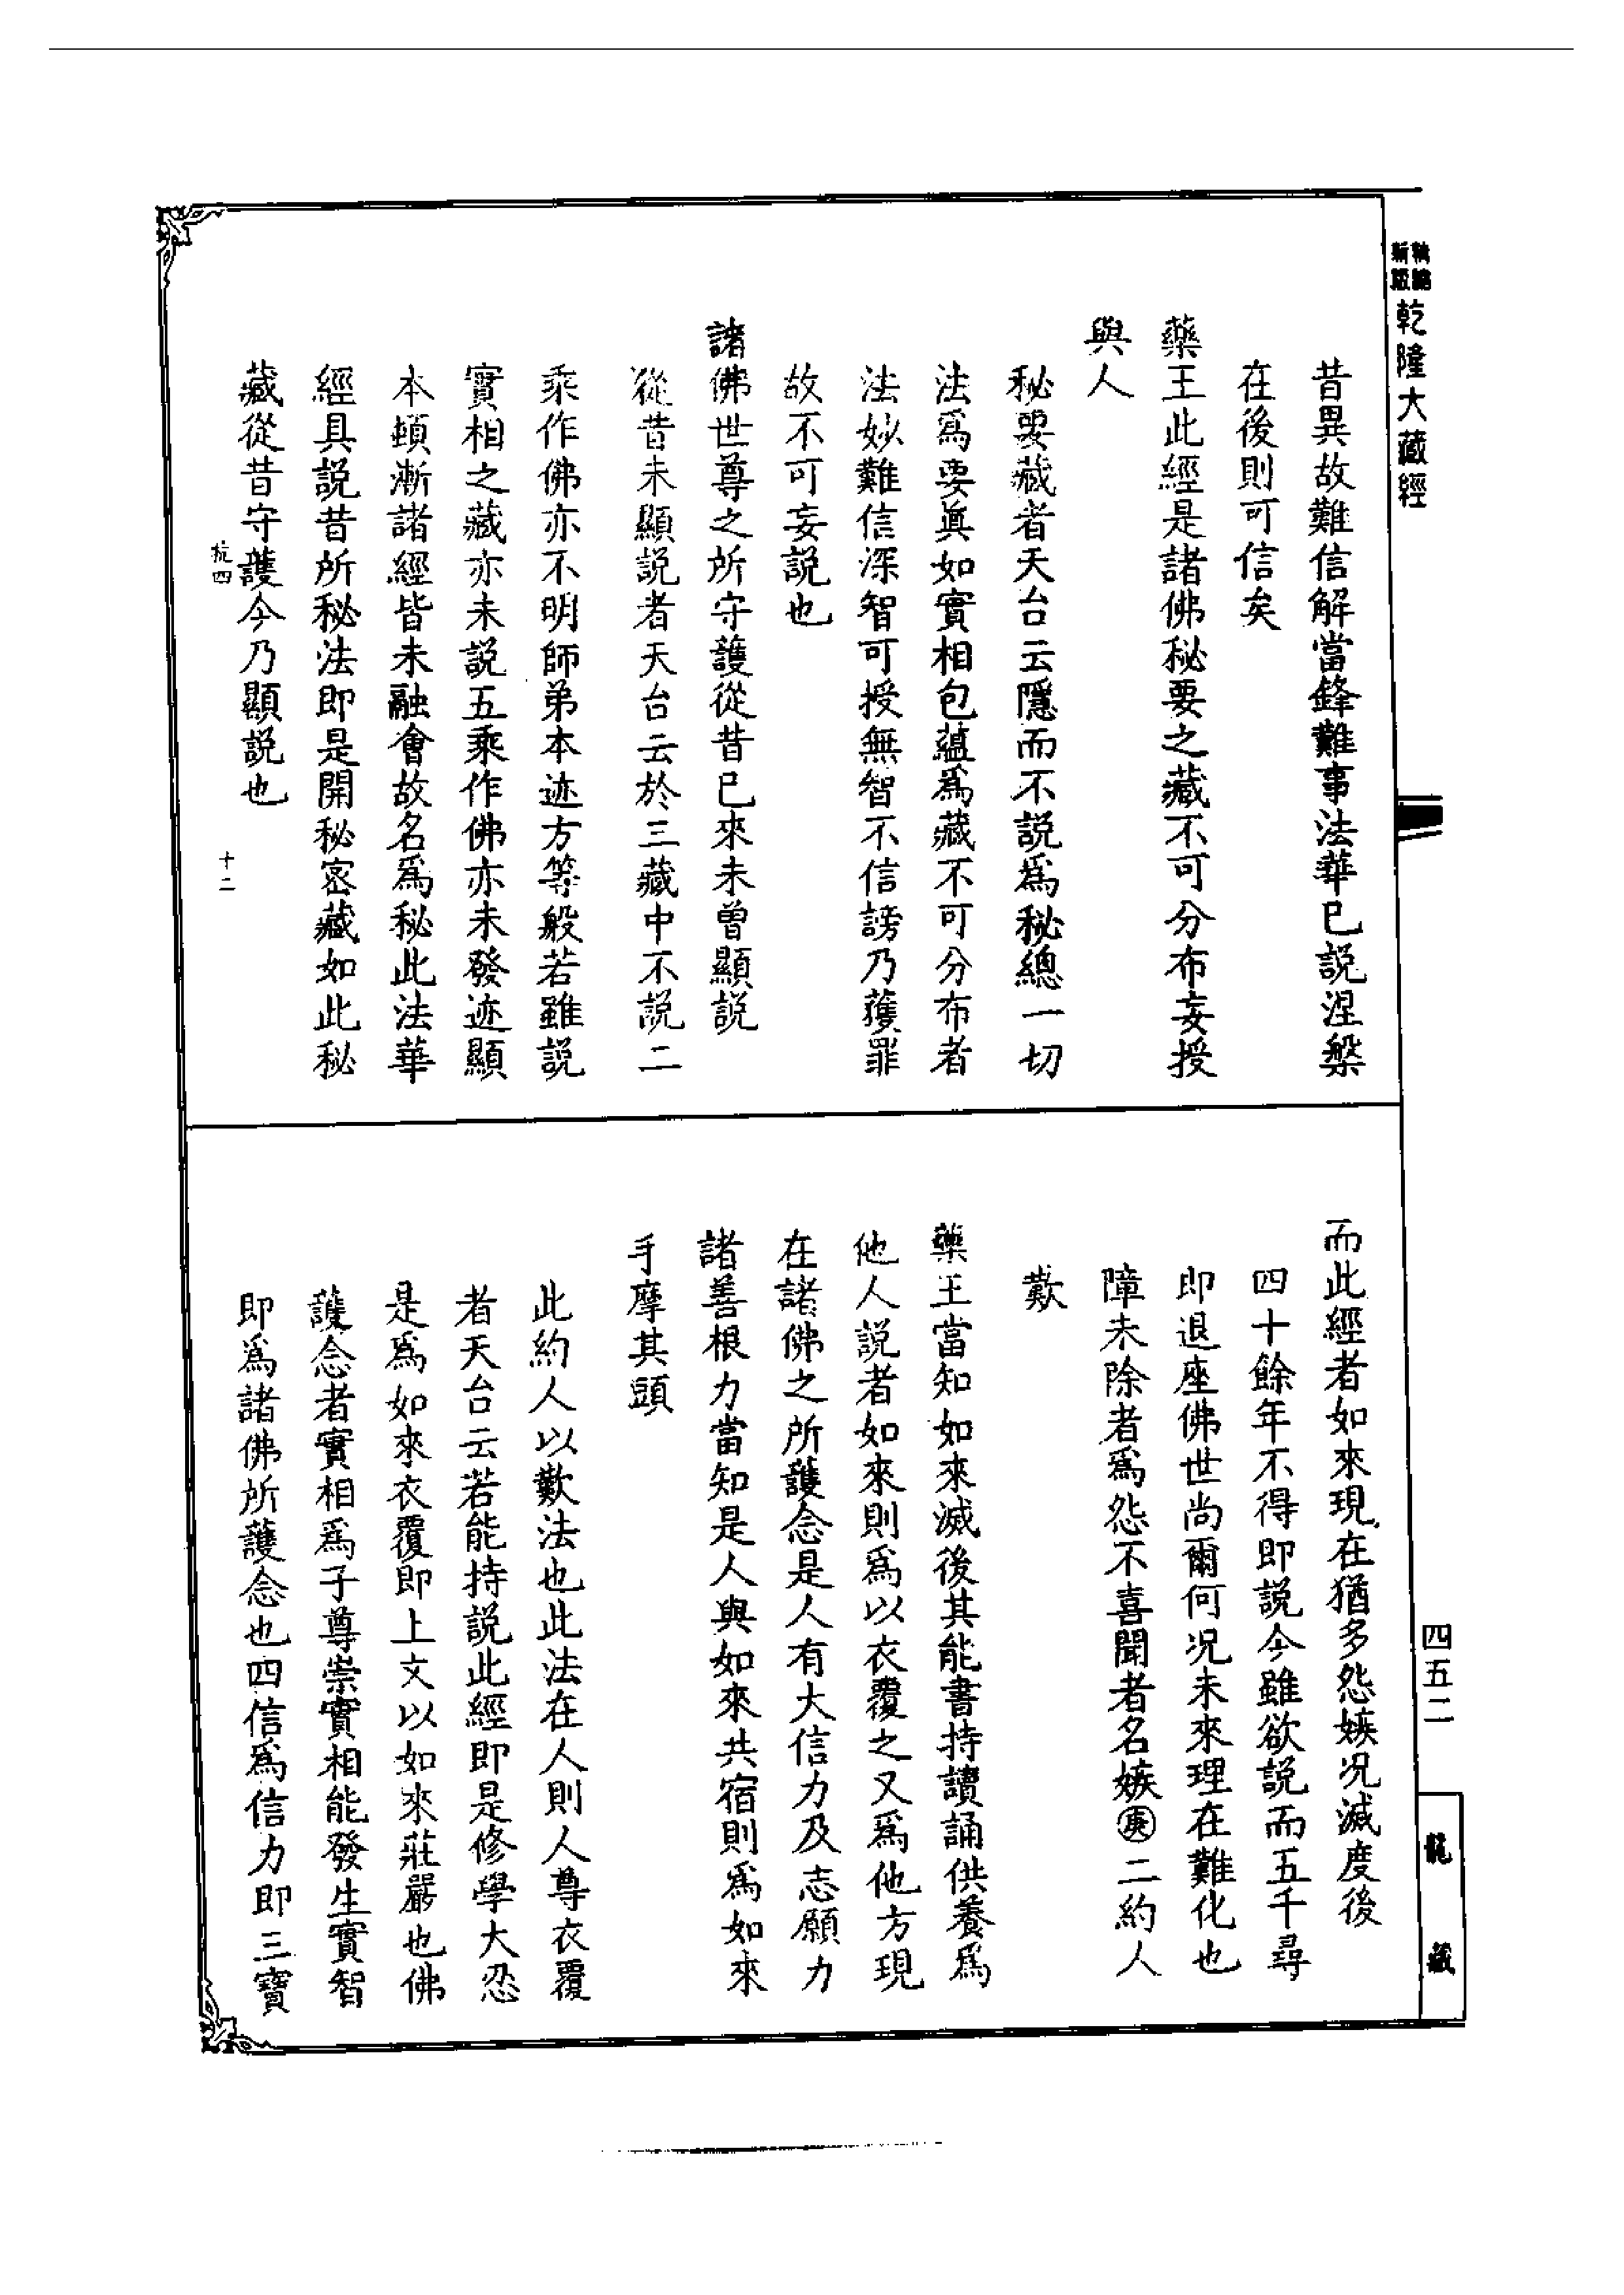 乾隆大藏經
昔異故難信解當鋒難事法華已說涅槃
在後則可信矣
藥王此經是諸佛秘要之藏不可分布妄授
與人
秘要藏者天台云隱而不說爲秘總一切
法爲要眞如實相包蘊爲藏不可分布者
法妙難信深智可授無智不信謗乃獲罪
故不可妄說也
諸佛世尊之所守護從昔已來未曾顯說
從昔未顯說者天台云於三藏中不說二
乘作佛亦不明師弟本迹方等般若雖說
實相之藏亦未說五乘作佛亦未發迹顯
本頓漸諸經皆未融會故名爲秘此法華
經具說昔所秘法即是開秘密藏如此秘
藏從昔守護今乃顯說也
杭四
十二
而此經者如來現在猶多怨嫉况滅度後
四十餘年不得即說今雖欲說而五千尋
即退座佛世尚爾何况未來理在難化也
障未除者爲怨不喜聞者名嫉庚二約人
歎
藥王當知如來滅後其能書持讀誦供養爲
他人說者如來則爲以衣覆之又爲他方現
在諸佛之所護念是人有大信力及志願力
諸善根力當知是人與如來共宿則爲如來
手摩其頭
此約人以歎法也此法在人則人尊衣覆
者天台云若能持說此經即是修學大忍
是爲如來衣覆即上文以如來莊嚴也佛
護念者實相爲子尊崇實相能發生實智
即爲諸佛所護念也四信爲信力即三寶
四五二
龍藏